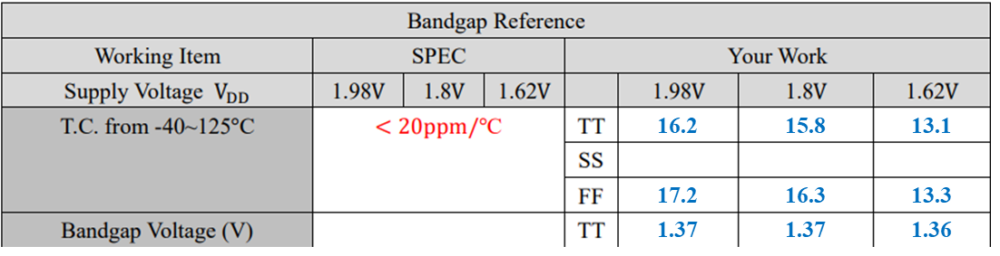 Bandgap Reference
Working Item SPEC Your Work
Supply Voltage V_DD 1.98V 1.8V 1.62V 1.98V 1.8V 1.62V
T.C. from -40~125°C < 20ppm/°C TT 16.2 15.8 13.1
SS
FF 17.2 16.3 13.3
Bandgap Voltage (V) TT 1.37 1.37 1.36